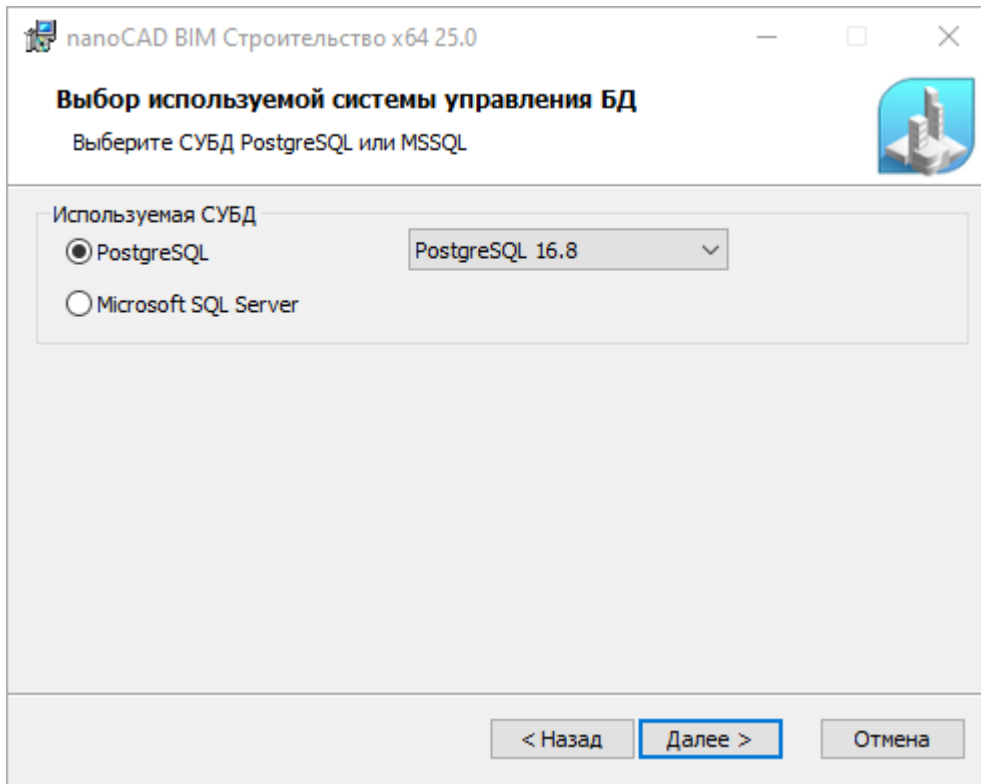 nanoCAD BIM Строительство x64 25.0
Выбор используемой системы управления БД
Выберите СУБД PostgreSQL или MSSQL
Используемая СУБД
PostgreSQL
PostgreSQL 16.8
Microsoft SQL Server
< Назад
Далее >
Отмена